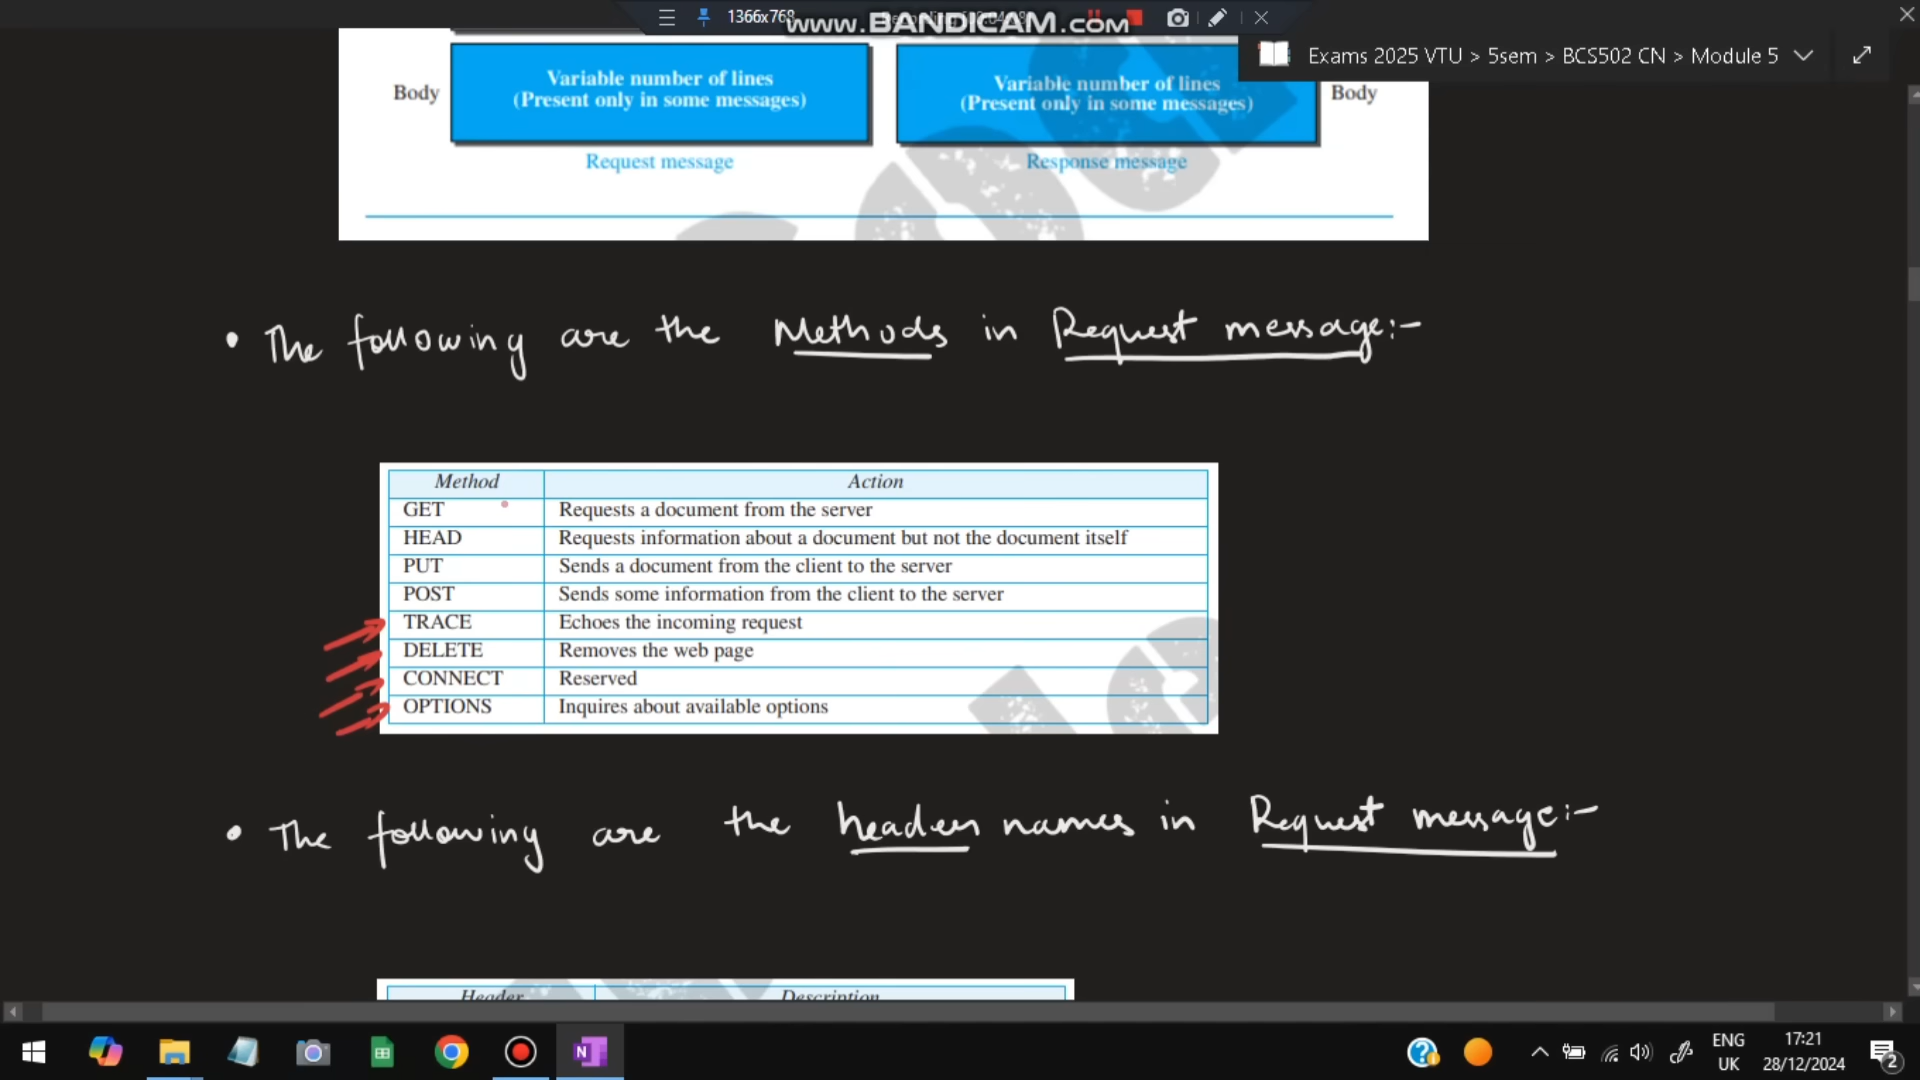 1366x768
www.BANDICAM.com
Exams 2025 VTU > 5sem > BCS502 CN > Module 5
Body
Variable number of lines
(Present only in some messages)
Variable number of lines
(Present only in some messages)
Body
Request message
Response message
• The following are the Methods in Request message:-
Method Action
GET Requests a document from the server
HEAD Requests information about a document but not the document itself
PUT Sends a document from the client to the server
POST Sends some information from the client to the server
TRACE Echoes the incoming request
DELETE Removes the web page
CONNECT Reserved
OPTIONS Inquires about available options
• The following are the header names in Request message:-
Header Description
ENG
UK
17:21
28/12/2024
2